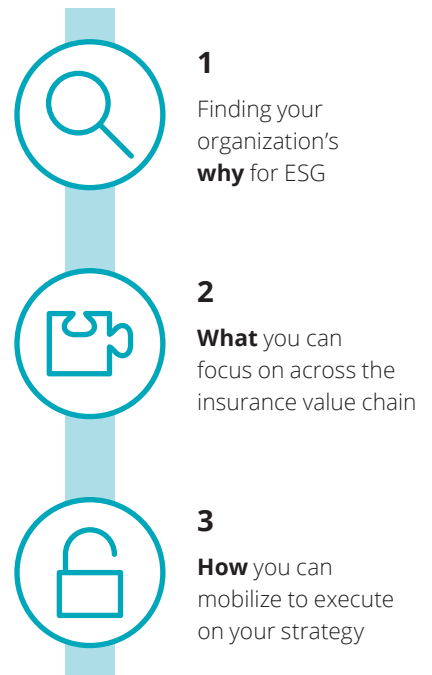 1
Finding your
organization’s
why for ESG
2
What you can
focus on across the
insurance value chain
3
How you can
mobilize to execute
on your strategy